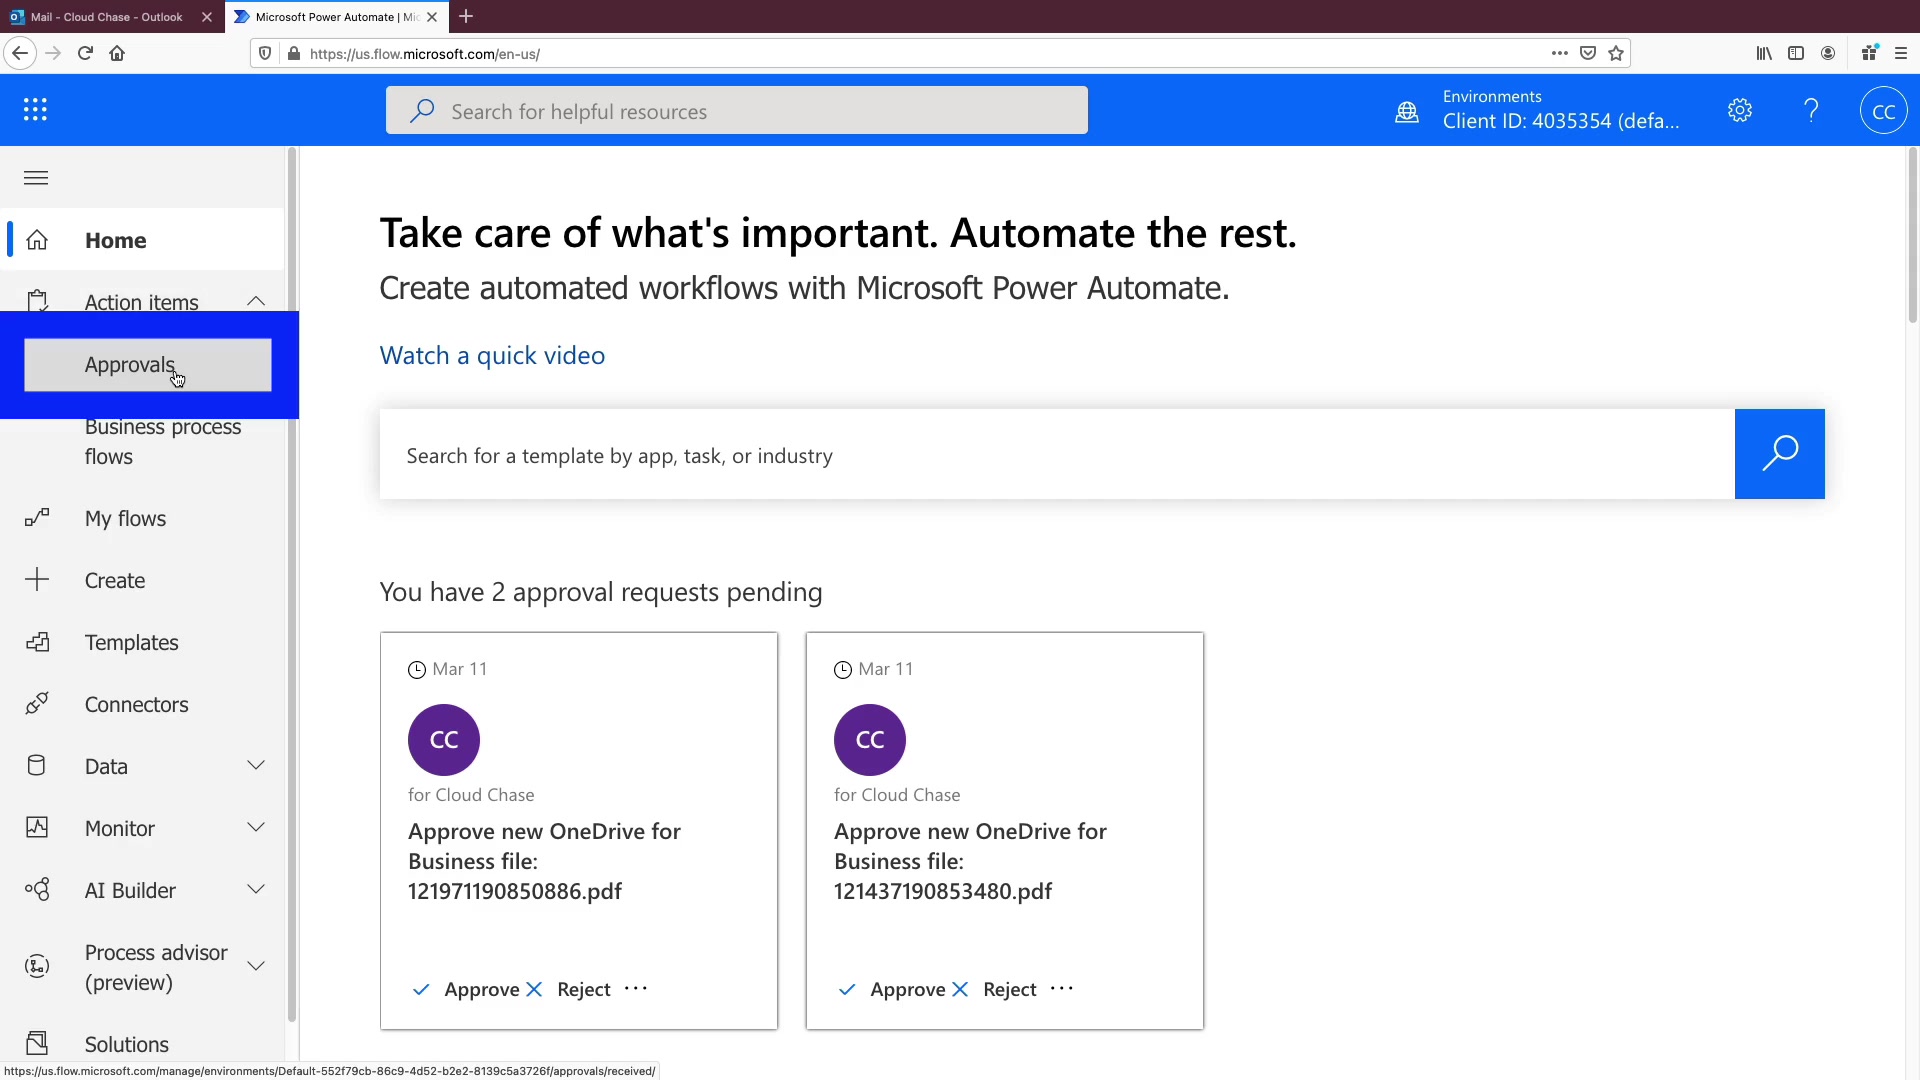 Mail - Cloud Chase - Outlook
Microsoft Power Automate | Mic
https://us.flow.microsoft.com/en-us/
Search for helpful resources
Environments
Client ID: 4035354 (defa...
CC
Home
Action items
Approvals
Business process
flows
My flows
Create
Templates
Connectors
Data
Monitor
AI Builder
Process advisor
(preview)
Solutions
Take care of what's important. Automate the rest.
Create automated workflows with Microsoft Power Automate.
Watch a quick video
Search for a template by app, task, or industry
You have 2 approval requests pending
Mar 11
CC
for Cloud Chase
Approve new OneDrive for
Business file:
121971190850886.pdf
Approve Reject ...
Mar 11
CC
for Cloud Chase
Approve new OneDrive for
Business file:
121437190853480.pdf
Approve Reject ...
https://us.flow.microsoft.com/manage/environments/Default-552f79cb-86c9-4d52-b2e2-8139c5a3726f/approvals/received/